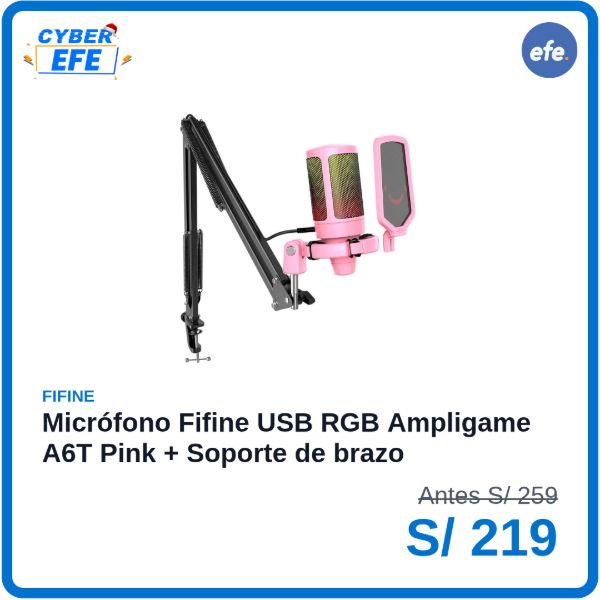 CYBER
EFE
efe.
FIFINE
Micrófono Fifine USB RGB Ampligame
A6T Pink + Soporte de brazo
Antes S/ 259
S/ 219